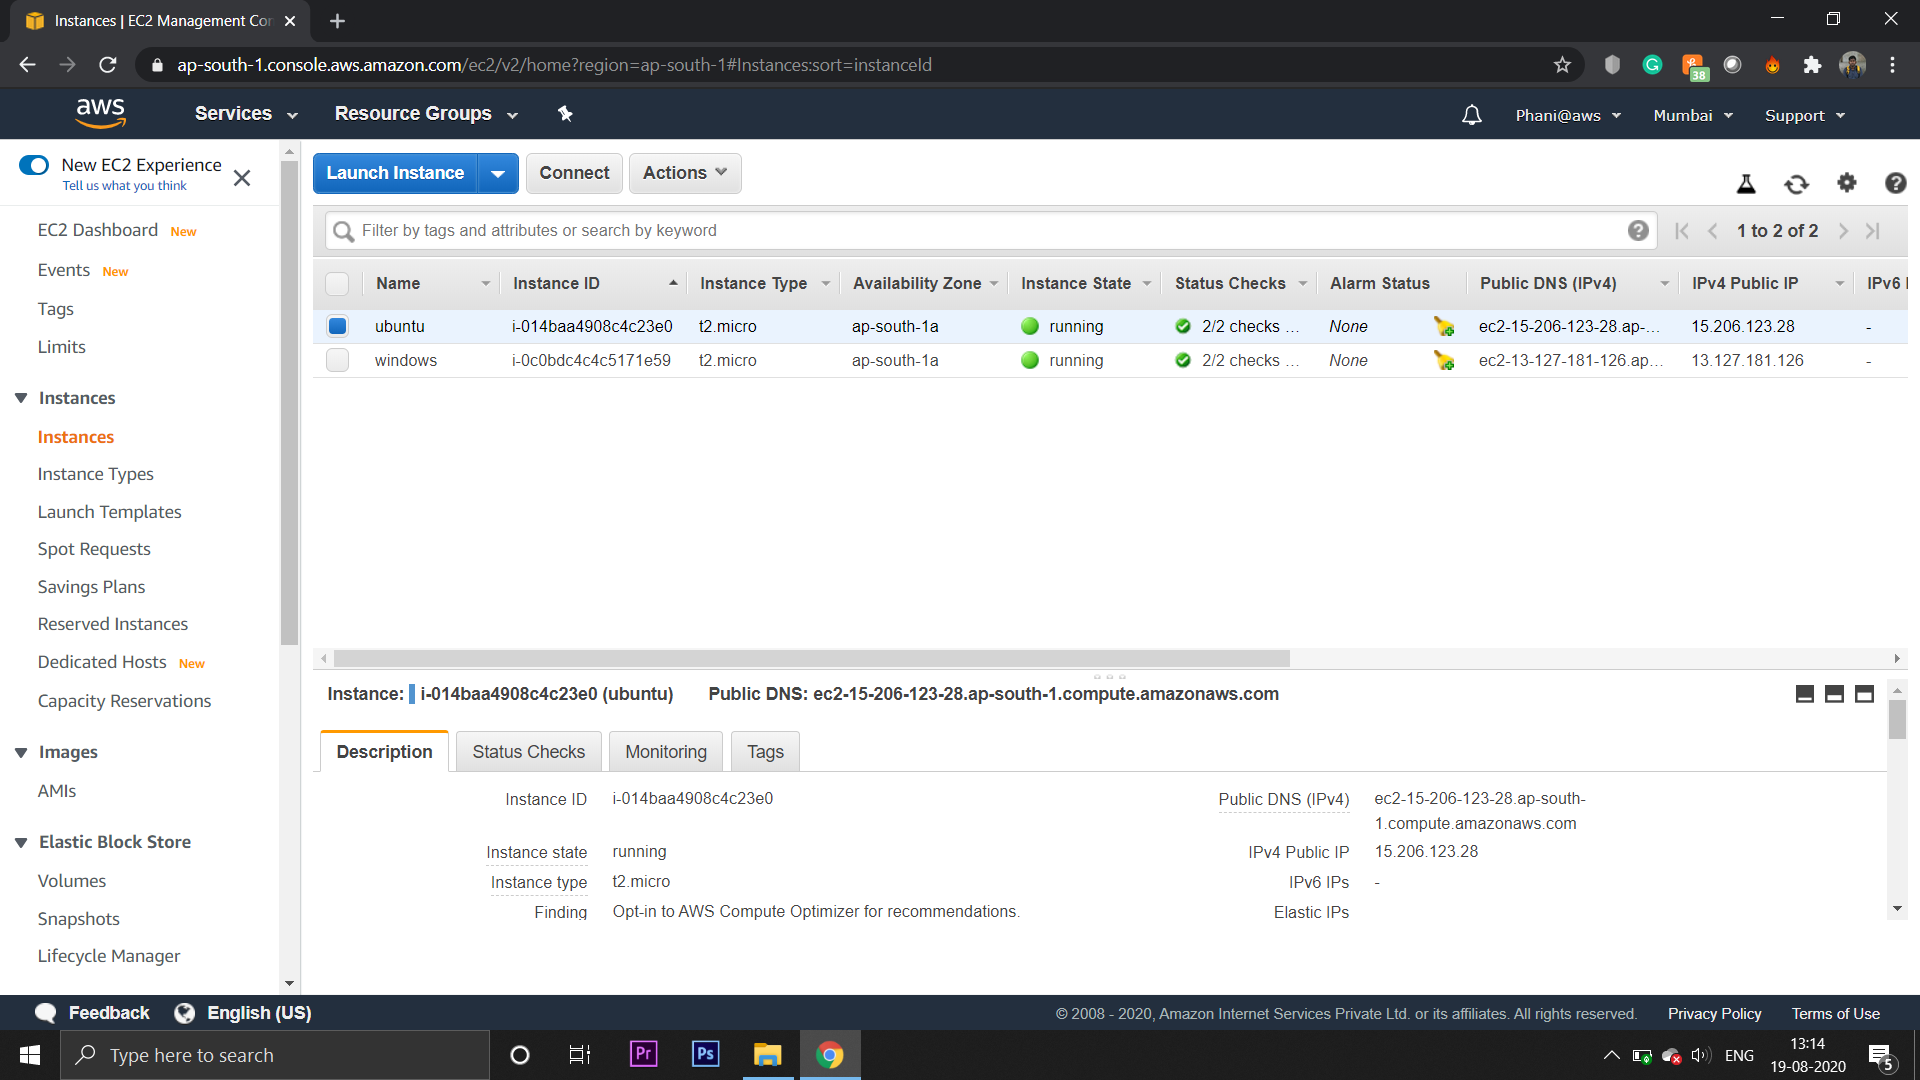 Instances | EC2 Management Con
ap-south-1.console.aws.amazon.com/ec2/v2/home?region=ap-south-1#Instances:sort=instanceId
38
aws
Services
Resource Groups
Phani@aws
Mumbai
Support
New EC2 Experience
Tell us what you think
EC2 Dashboard New
Events New
Tags
Limits
Instances
Instances
Instance Types
Launch Templates
Spot Requests
Savings Plans
Reserved Instances
Dedicated Hosts New
Capacity Reservations
Images
AMIs
Elastic Block Store
Volumes
Snapshots
Lifecycle Manager
Launch Instance
Connect
Actions
Filter by tags and attributes or search by keyword
1 to 2 of 2
Name Instance ID Instance Type Availability Zone Instance State Status Checks Alarm Status Public DNS (IPv4) IPv4 Public IP IPv6 I
ubuntu i-014baa4908c4c23e0 t2.micro ap-south-1a running 2/2 checks ... None ec2-15-206-123-28.ap-... 15.206.123.28 -
windows i-0c0bdc4c4c5171e59 t2.micro ap-south-1a running 2/2 checks ... None ec2-13-127-181-126.ap... 13.127.181.126 -
Instance: i-014baa4908c4c23e0 (ubuntu) Public DNS: ec2-15-206-123-28.ap-south-1.compute.amazonaws.com
Description Status Checks Monitoring Tags
Instance ID i-014baa4908c4c23e0
Instance state running
Instance type t2.micro
Finding Opt-in to AWS Compute Optimizer for recommendations.
Public DNS (IPv4) ec2-15-206-123-28.ap-south-
1.compute.amazonaws.com
IPv4 Public IP 15.206.123.28
IPv6 IPs -
Elastic IPs
Feedback
English (US)
© 2008 - 2020, Amazon Internet Services Private Ltd. or its affiliates. All rights reserved.
Privacy Policy
Terms of Use
Type here to search
Pr
Ps
ENG
13:14
19-08-2020
5